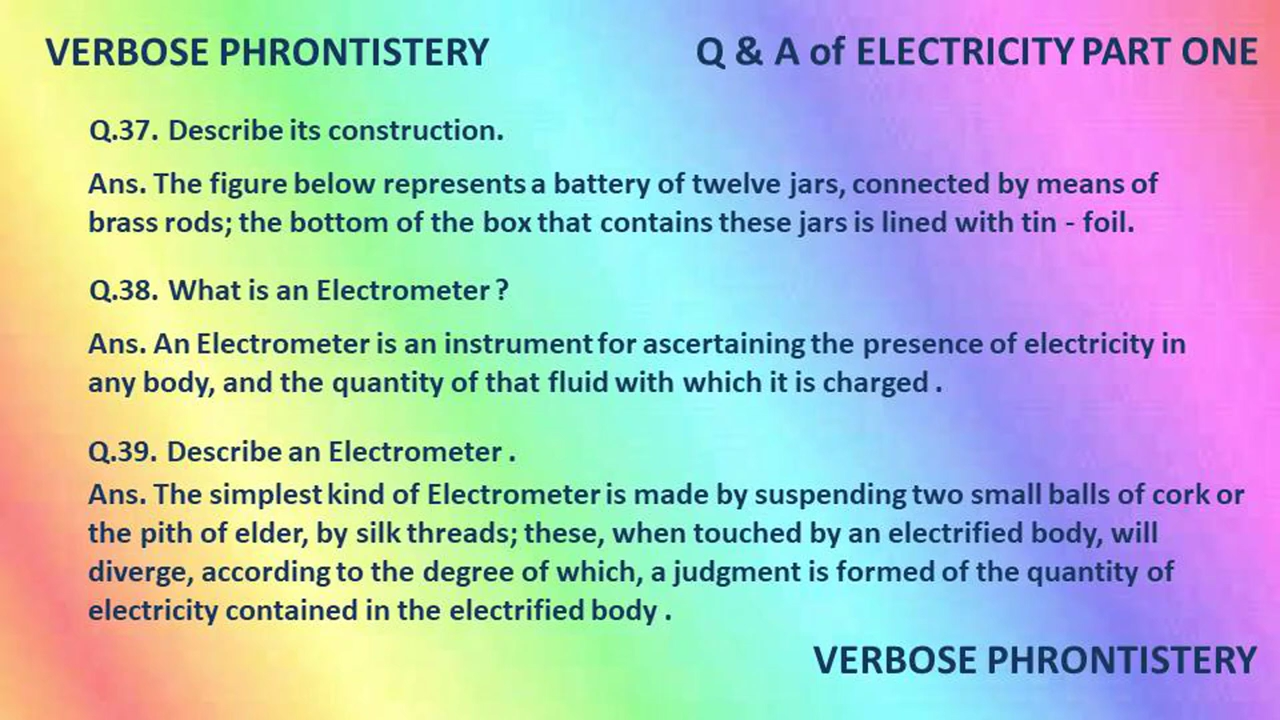 VERBOSE PHRONTISTERY
Q & A of ELECTRICITY PART ONE
Q.37. Describe its construction.
Ans. The figure below represents a battery of twelve jars, connected by means of
brass rods; the bottom of the box that contains these jars is lined with tin - foil.
Q.38. What is an Electrometer ?
Ans. An Electrometer is an instrument for ascertaining the presence of electricity in
any body, and the quantity of that fluid with which it is charged .
Q.39. Describe an Electrometer .
Ans. The simplest kind of Electrometer is made by suspending two small balls of cork or
the pith of elder, by silk threads; these, when touched by an electrified body, will
diverge, according to the degree of which, a judgment is formed of the quantity of
electricity contained in the electrified body .
VERBOSE PHRONTISTERY